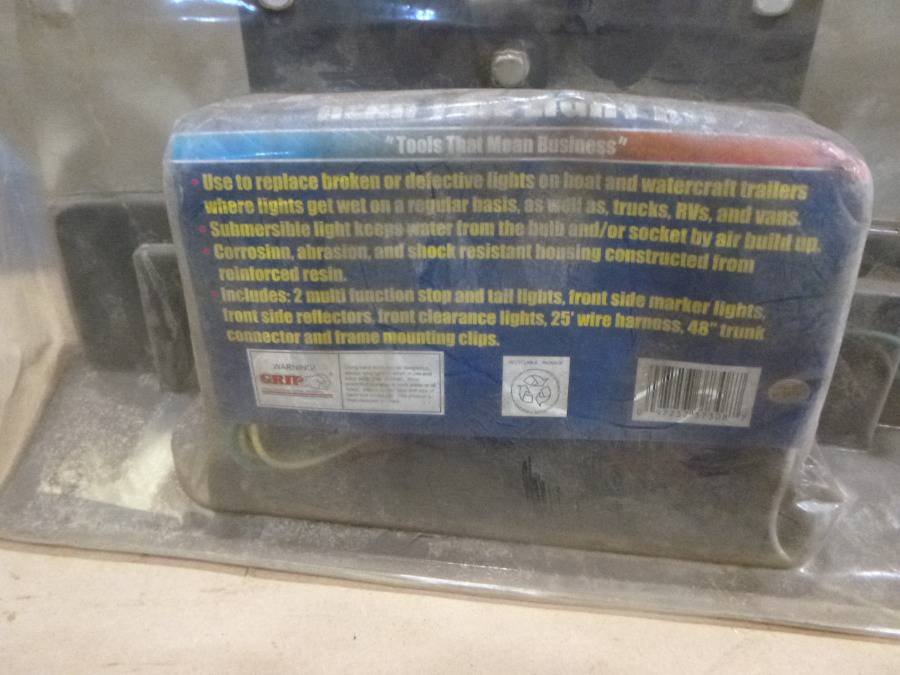 "Tools That Mean Business"
• Use to replace broken or defective lights on boat and watercraft trailers
where lights get wet on a regular basis, as well as, trucks, RVs, and vans.
• Submersible light keeps water from the bulb and/or socket by air build up.
• Corrosion, abrasion, and shock resistant housing constructed from
reinforced resin.
• Includes: 2 multi function stop and tail lights, front side marker lights,
front side reflectors, front clearance lights, 25' wire harness, 48" trunk
connector and frame mounting clips.
WARNING!
GRIP